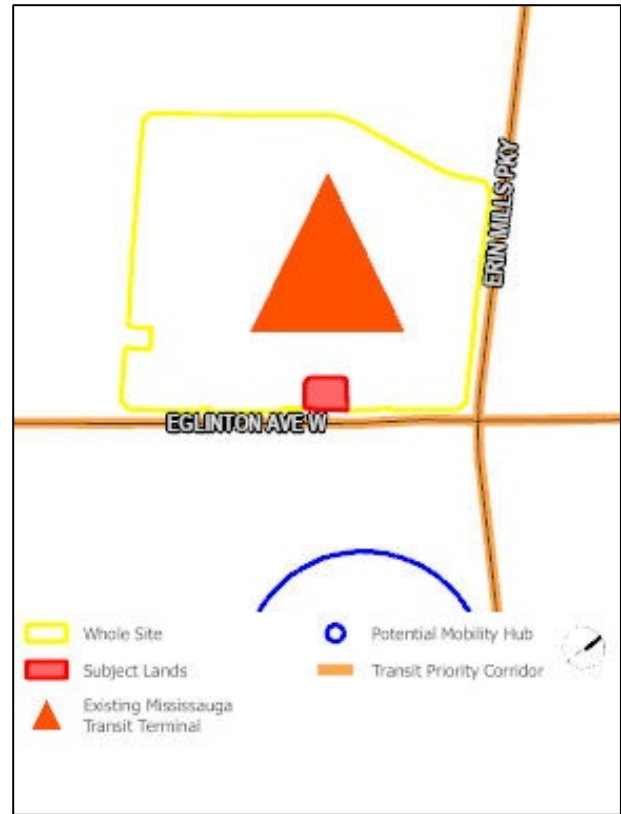 ERIN MILLS PKY
EGLINTON AVE W
Whole Site
Subject Lands
Existing Mississauga
Transit Terminal
Potential Mobility Hub
Transit Priority Corridor